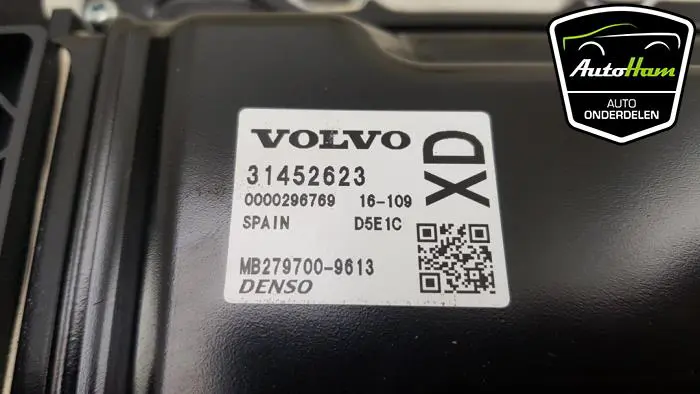 VOLVO
31452623
0000296769 16-109
SPAIN D5E1C
MB279700-9613
DENSO
XD
AutoHam
AUTO
ONDERDELEN